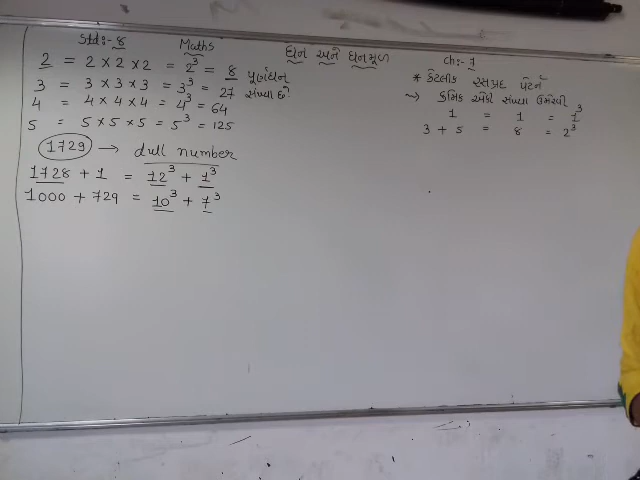 Std:- 8 Maths ઘન અને ઘનમૂળ Ch:- 7
2 = 2 × 2 × 2 = 2³ = 8 પૂર્ણઘન
3 = 3 × 3 × 3 = 3³ = 27 સંખ્યા છે?
4 = 4 × 4 × 4 = 4³ = 64
5 = 5 × 5 × 5 = 5³ = 125
1729 → dull number
1728 + 1 = 12³ + 1³
1000 + 729 = 10³ + 9³
* કેટલીક રસપ્રદ પેટર્ન
→ ક્રમિક એકી સંખ્યા ઉમેરવી
1 = 1 = 1³
3 + 5 = 8 = 2³